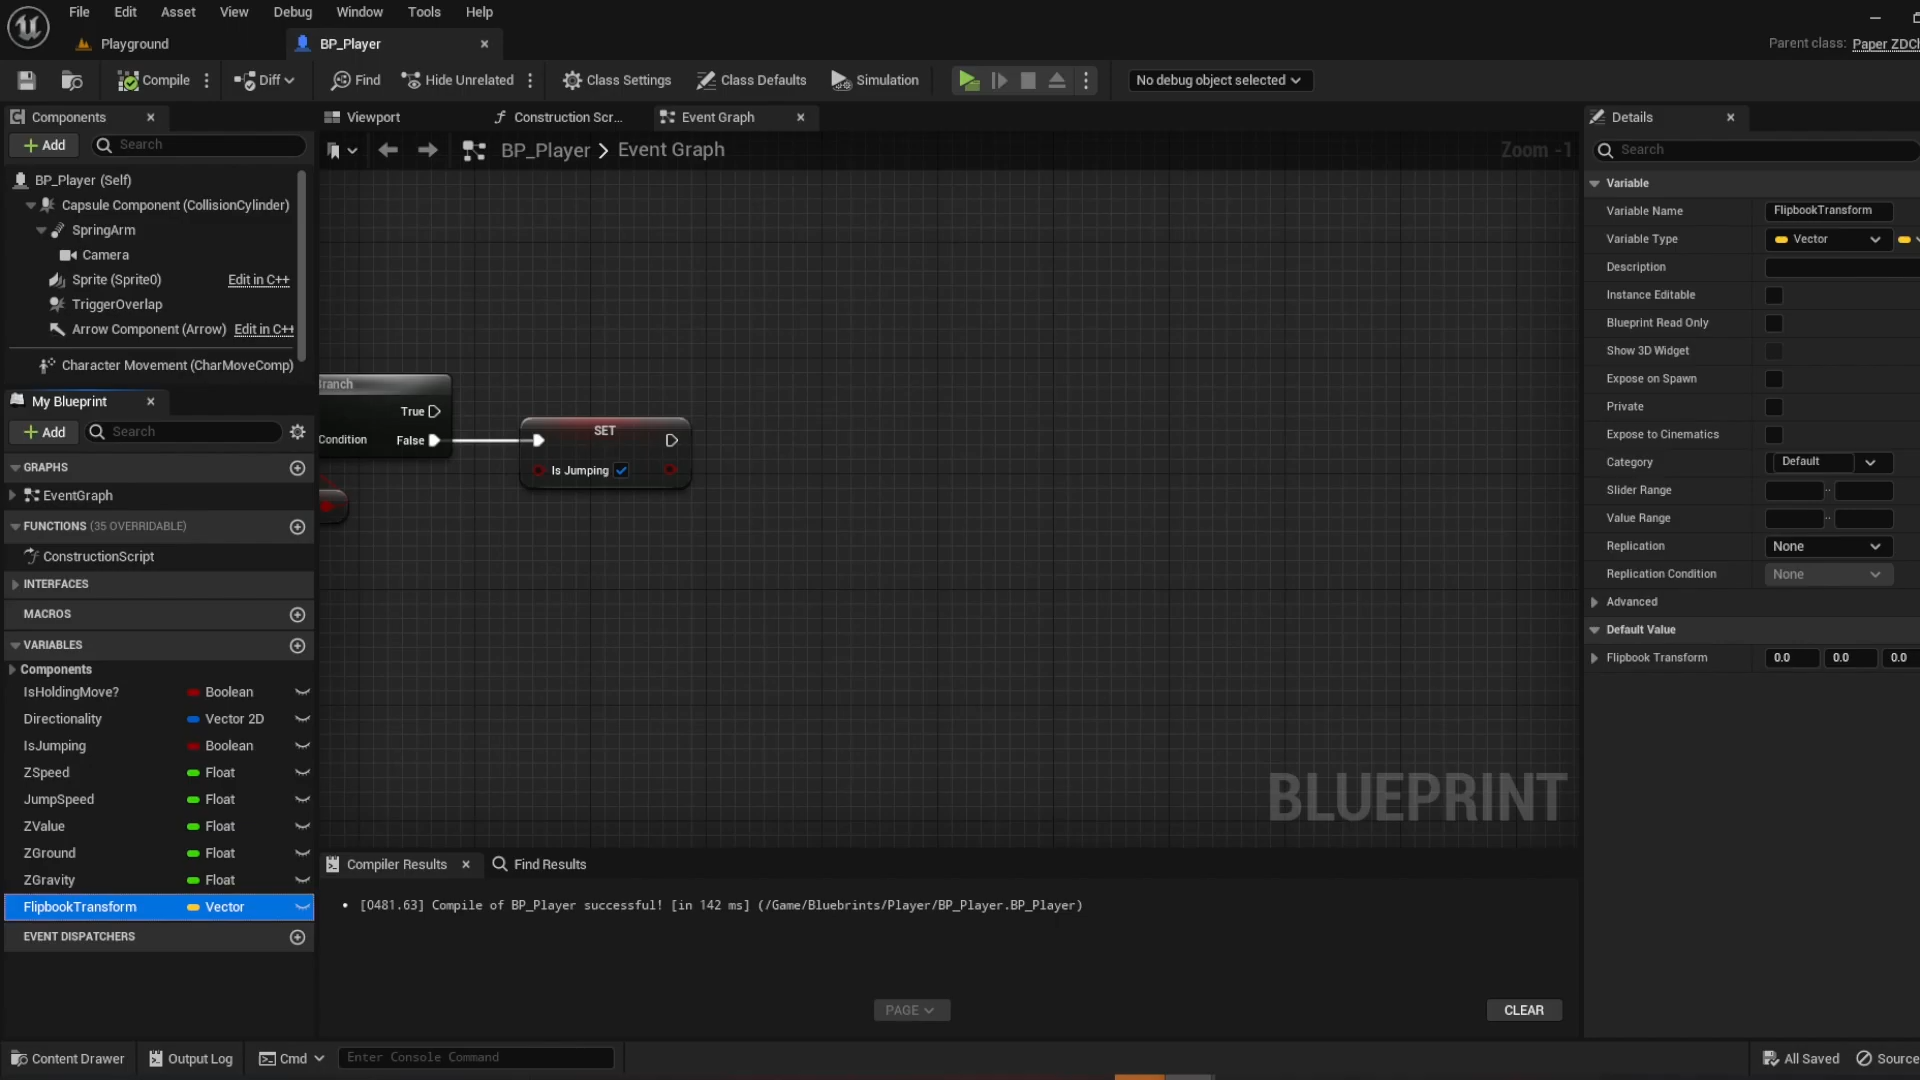 File Edit Asset View Debug Window Tools Help
Playground
BP_Player
Parent class: Paper ZDCh
Compile
Diff
Find
Hide Unrelated
Class Settings
Class Defaults
Simulation
No debug object selected
Components
Add
Search
BP_Player (Self)
Capsule Component (CollisionCylinder)
SpringArm
Camera
Sprite (Sprite0) Edit in C++
TriggerOverlap
Arrow Component (Arrow) Edit in C++
Character Movement (CharMoveComp)
My Blueprint
Add
Search
GRAPHS
EventGraph
FUNCTIONS (35 OVERRIDABLE)
ConstructionScript
INTERFACES
MACROS
VARIABLES
Components
IsHoldingMove? Boolean
Directionality Vector 2D
IsJumping Boolean
ZSpeed Float
JumpSpeed Float
ZValue Float
ZGround Float
ZGravity Float
FlipbookTransform Vector
EVENT DISPATCHERS
Viewport
Construction Scr...
Event Graph
BP_Player > Event Graph
Zoom -1
Branch
True
Condition False
SET
Is Jumping
BLUEPRINT
Compiler Results
Find Results
• [0481.63] Compile of BP_Player successful! [in 142 ms] (/Game/Bluebrints/Player/BP_Player.BP_Player)
PAGE
CLEAR
Details
Search
Variable
Variable Name FlipbookTransform
Variable Type Vector
Description
Instance Editable
Blueprint Read Only
Show 3D Widget
Expose on Spawn
Private
Expose to Cinematics
Category Default
Slider Range ..
Value Range ..
Replication None
Replication Condition None
Advanced
Default Value
Flipbook Transform 0.0 0.0 0.0
Content Drawer
Output Log
Cmd
Enter Console Command
All Saved
Source